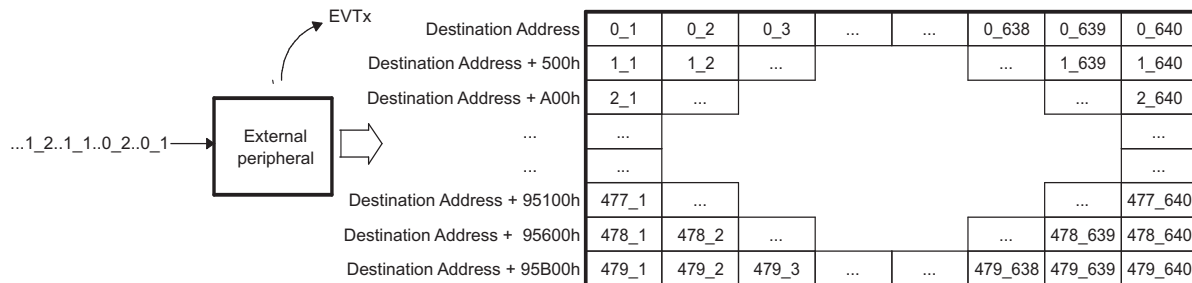 EVTx
Destination Address 0_1 0_2 0_3 ... ... 0_638 0_639 0_640
Destination Address + 500h 1_1 1_2 ... ... 1_639 1_640
Destination Address + A00h 2_1 ... ... 2_640
... ... ...
...1_2..1_1..0_2..0_1
External
peripheral
... ... ...
Destination Address + 95100h 477_1 ... ... 477_640
Destination Address + 95600h 478_1 478_2 ... ... 478_639 478_640
Destination Address + 95B00h 479_1 479_2 479_3 ... ... 479_638 479_639 479_640